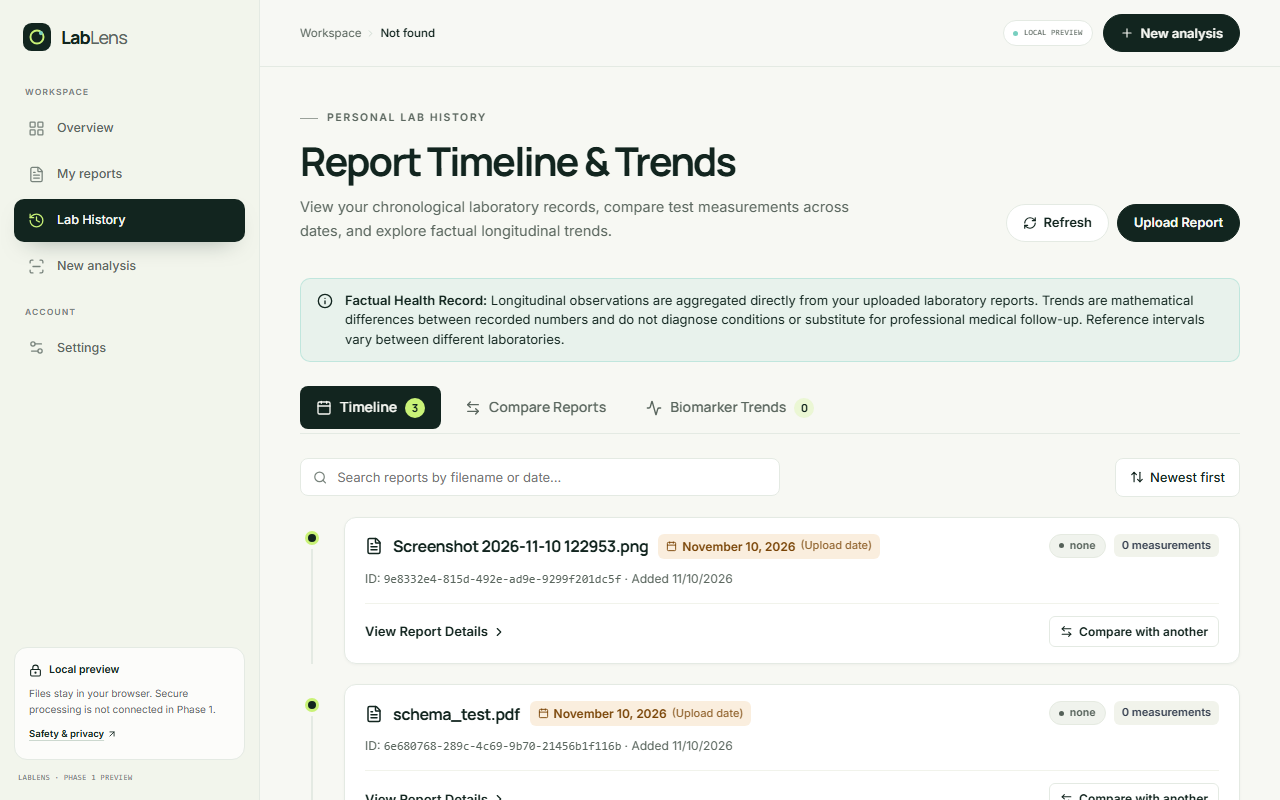 LabLens
WORKSPACE
Overview
My reports
Lab History
New analysis
ACCOUNT
Settings
Local preview
Files stay in your browser. Secure
processing is not connected in Phase 1.
Safety & privacy
LABLENS · PHASE 1 PREVIEW
Workspace
Not found
LOCAL PREVIEW
New analysis
PERSONAL LAB HISTORY
Report Timeline & Trends
View your chronological laboratory records, compare test measurements across
dates, and explore factual longitudinal trends.
Refresh
Upload Report
Factual Health Record: Longitudinal observations are aggregated directly from your uploaded laboratory reports. Trends are mathematical
differences between recorded numbers and do not diagnose conditions or substitute for professional medical follow-up. Reference intervals
vary between different laboratories.
Timeline 3
Compare Reports
Biomarker Trends 0
Search reports by filename or date...
Newest first
Screenshot 2026-11-10 122953.png November 10, 2026 (Upload date) none 0 measurements
ID: 9e8332e4-815d-492e-ad9e-9299f201dc5f · Added 11/10/2026
View Report Details
Compare with another
schema_test.pdf November 10, 2026 (Upload date) none 0 measurements
ID: 6e680768-289c-4c69-9b70-21456b1f116b · Added 11/10/2026
View Report Details
Compare with another